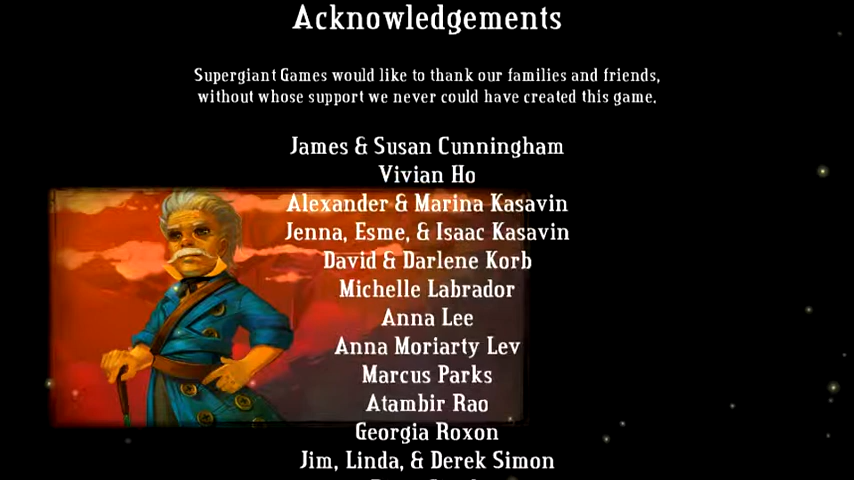 Acknowledgements
Supergiant Games would like to thank our families and friends,
without whose support we never could have created this game.
James & Susan Cunningham
Vivian Ho
Alexander & Marina Kasavin
Jenna, Esme, & Isaac Kasavin
David & Darlene Korb
Michelle Labrador
Anna Lee
Anna Moriarty Lev
Marcus Parks
Atambir Rao
Georgia Roxon
Jim, Linda, & Derek Simon